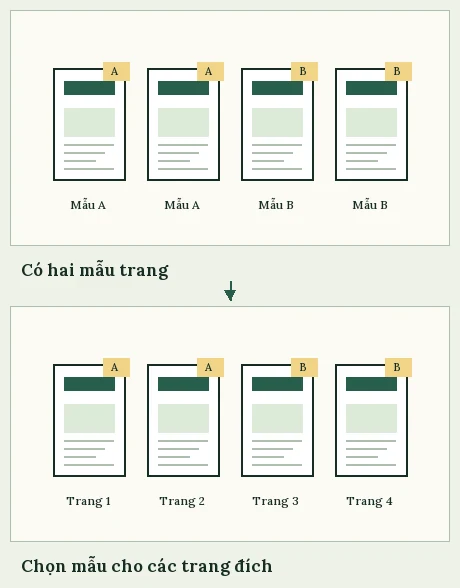 A A B B
Mẫu A Mẫu A Mẫu B Mẫu B
Có hai mẫu trang
A A B B
Trang 1 Trang 2 Trang 3 Trang 4
Chọn mẫu cho các trang đích